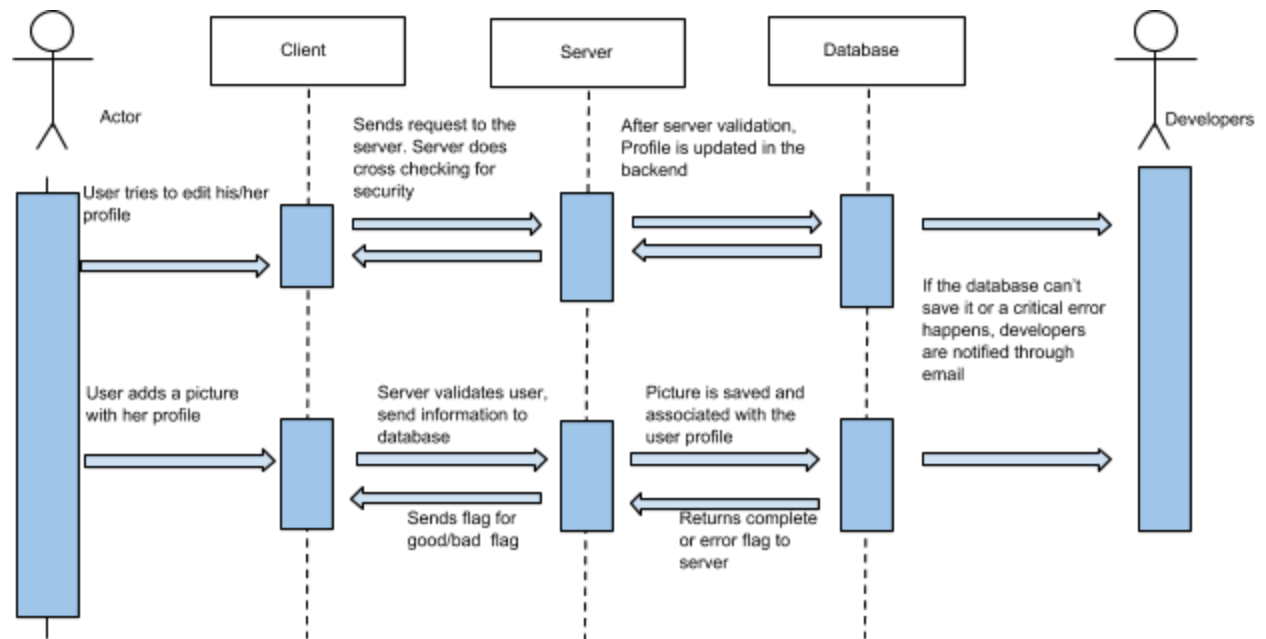 Client
Server
Database
Actor
Developers
Sends request to the
server. Server does
cross checking for
security
After server validation,
Profile is updated in the
backend
User tries to edit his/her
profile
If the database can't
save it or a critical error
happens, developers
are notified through
email
User adds a picture
with her profile
Server validates user,
send information to
database
Picture is saved and
associated with the
user profile
Sends flag for
good/bad flag
Returns complete
or error flag to
server